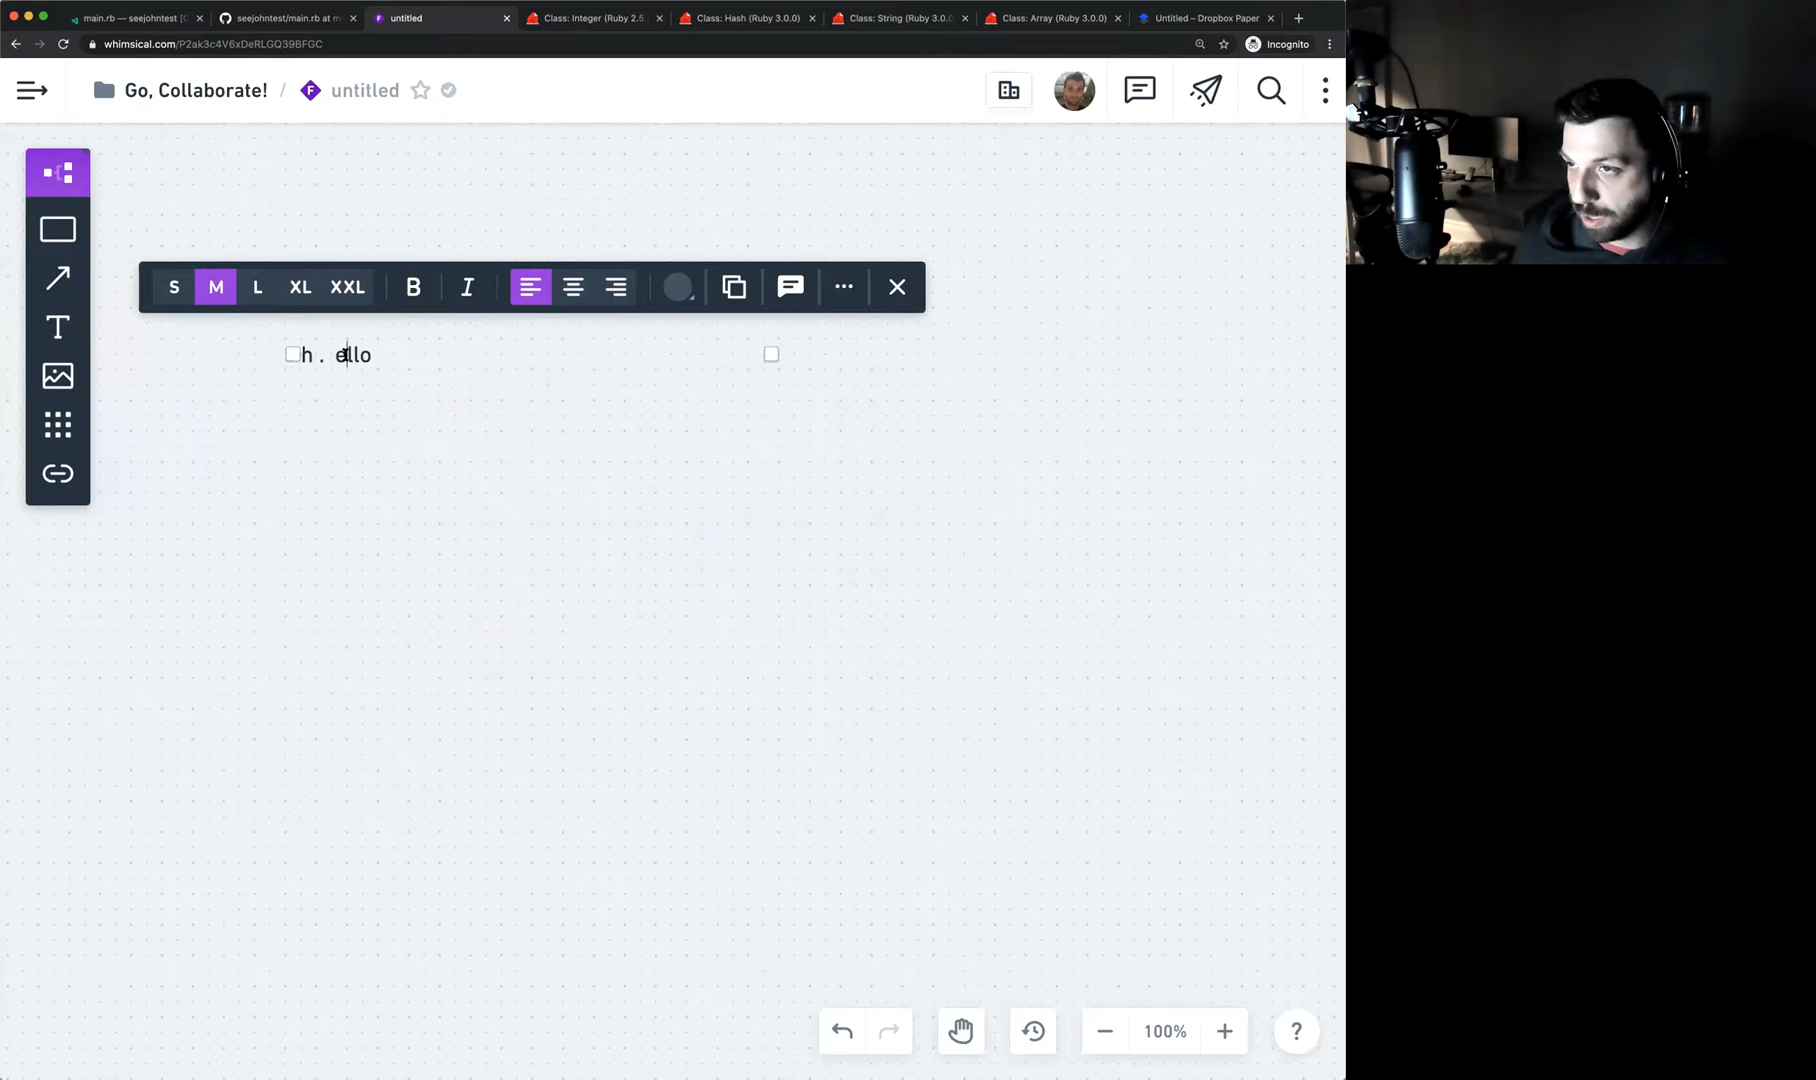 main.rb — seejohntest [C
seejohntest/main.rb at m
untitled
Class: Integer (Ruby 2.5.
Class: Hash (Ruby 3.0.0)
Class: String (Ruby 3.0.0
Class: Array (Ruby 3.0.0)
Untitled – Dropbox Paper
whimsical.com/P2ak3c4V6xDeRLGQ39BFGC
Incognito
Go, Collaborate! / untitled
S M L XL XXL B I
h . ello
T
100%
?